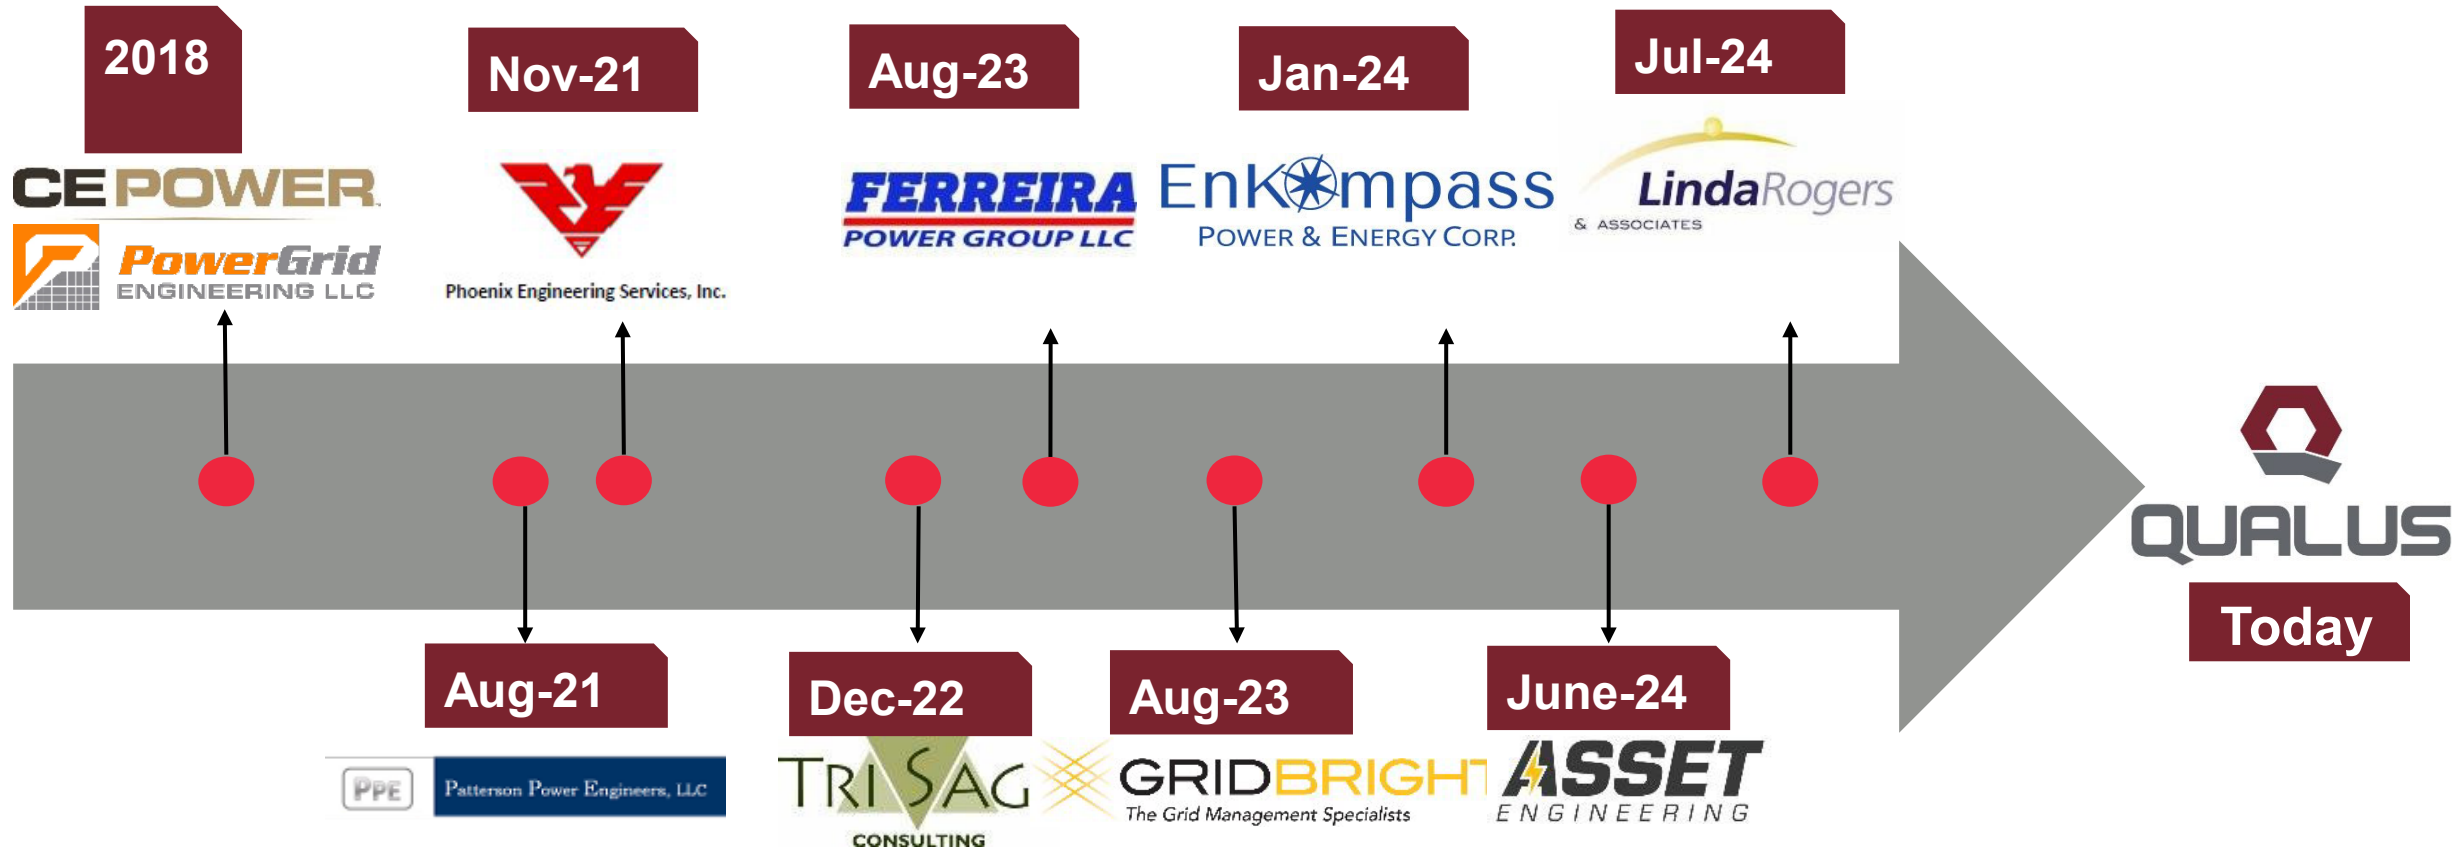 2018
CE POWER
PowerGrid
ENGINEERING LLC
Nov-21
Phoenix Engineering Services, Inc.
Aug-23
FERREIRA
POWER GROUP LLC
Jan-24
EnKompass
POWER & ENERGY CORP.
Jul-24
LindaRogers
& ASSOCIATES
QUALUS
Today
Aug-21
PPE
Patterson Power Engineers, LLC
Dec-22
TRISAG
CONSULTING
Aug-23
GRIDBRIGHT
The Grid Management Specialists
June-24
ASSET
ENGINEERING